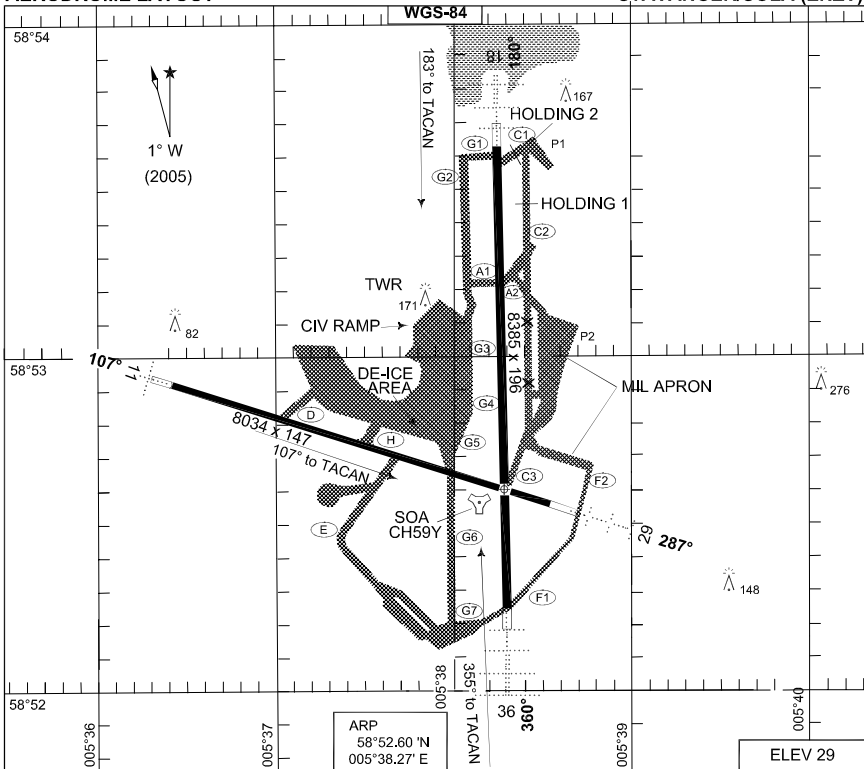 WGS-84
58°54
183° to TACAN
18
180°
167
HOLDING 2
1° W
(2005)
G1
C1
P1
G2
HOLDING 1
C2
TWR
171
A1
A2
82
CIV RAMP
8385 x 196
P2
G3
58°53
107°
11
DE-ICE
AREA
MIL APRON
276
G4
D
8034 x 147
H
G5
107° to TACAN
C3
F2
SOA
CH59Y
E
G6
29
287°
148
G7
F1
58°52
005°38
355° to TACAN
36
360°
005°36
005°37
005°39
005°40
ARP
58°52.60 'N
005°38.27' E
ELEV 29